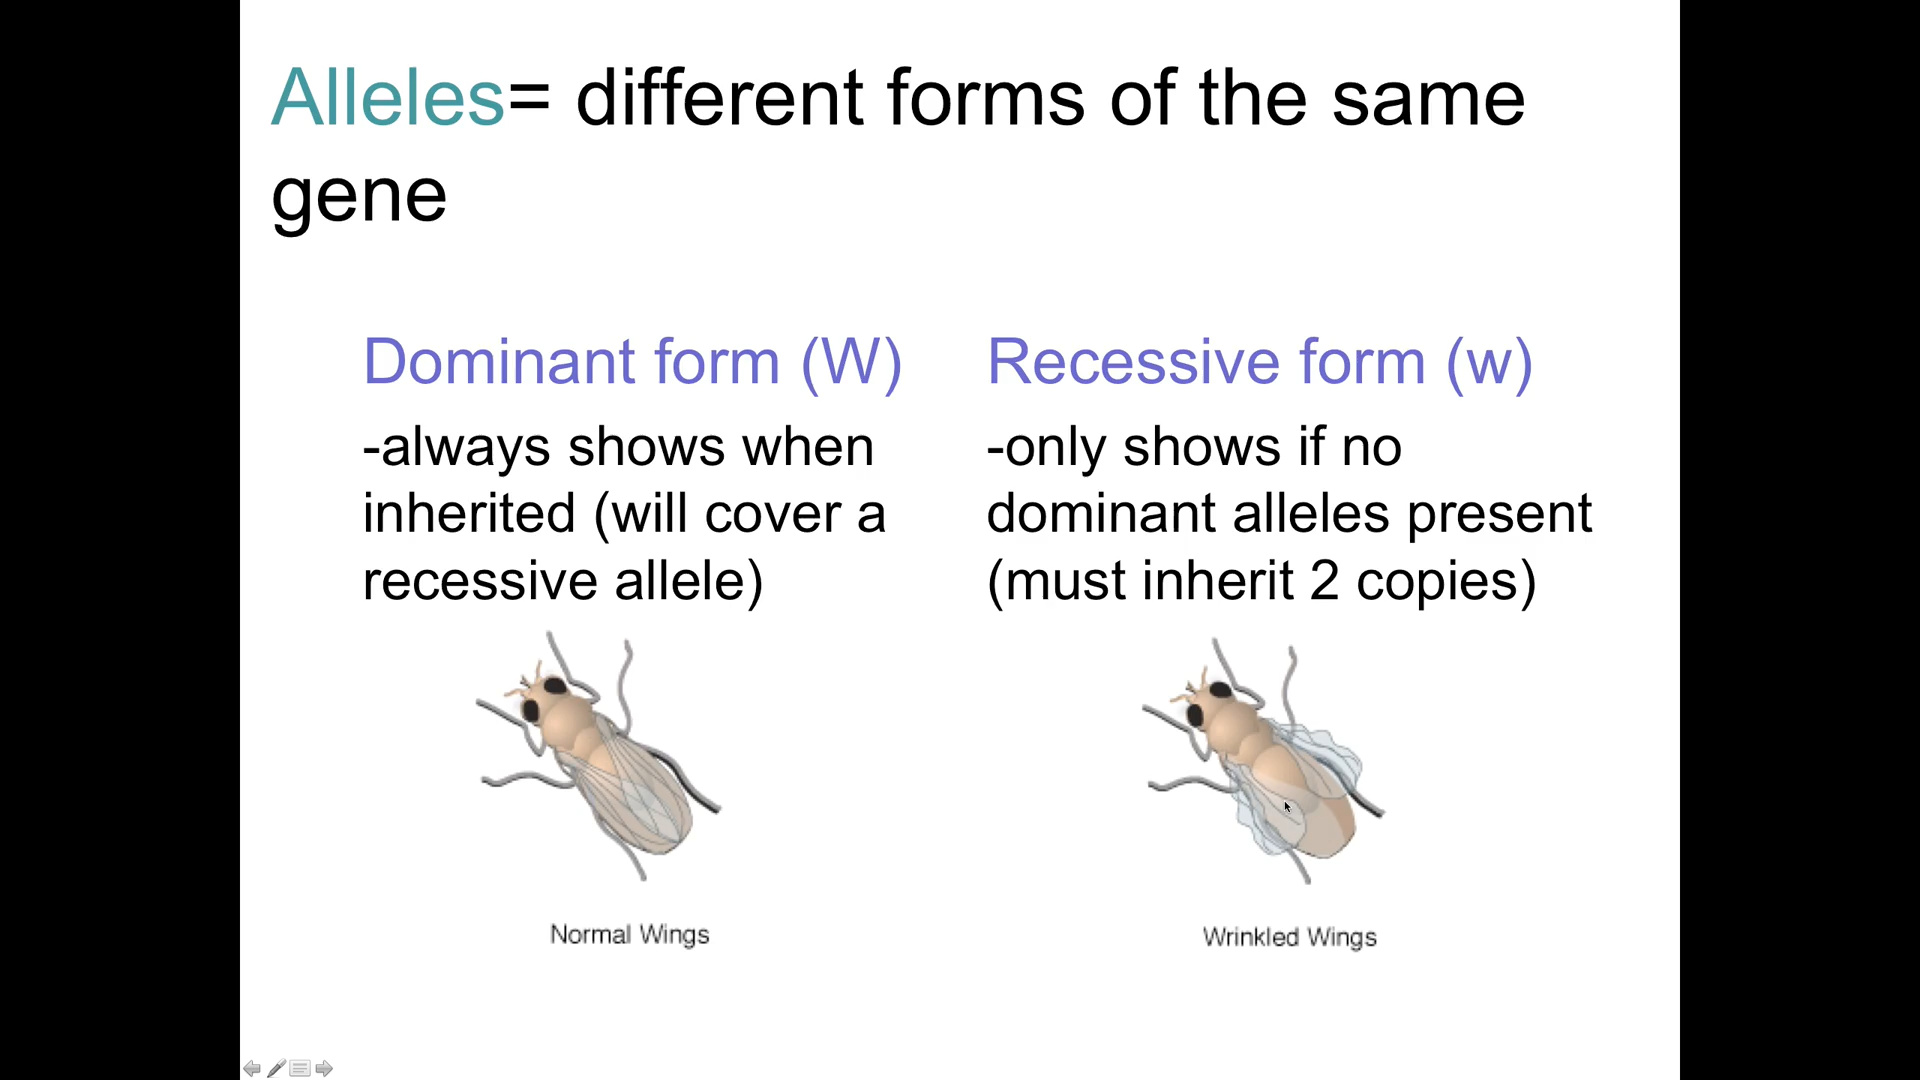 Alleles= different forms of the same
gene
Dominant form (W)
-always shows when
inherited (will cover a
recessive allele)
Recessive form (w)
-only shows if no
dominant alleles present
(must inherit 2 copies)
Normal Wings
Wrinkled Wings